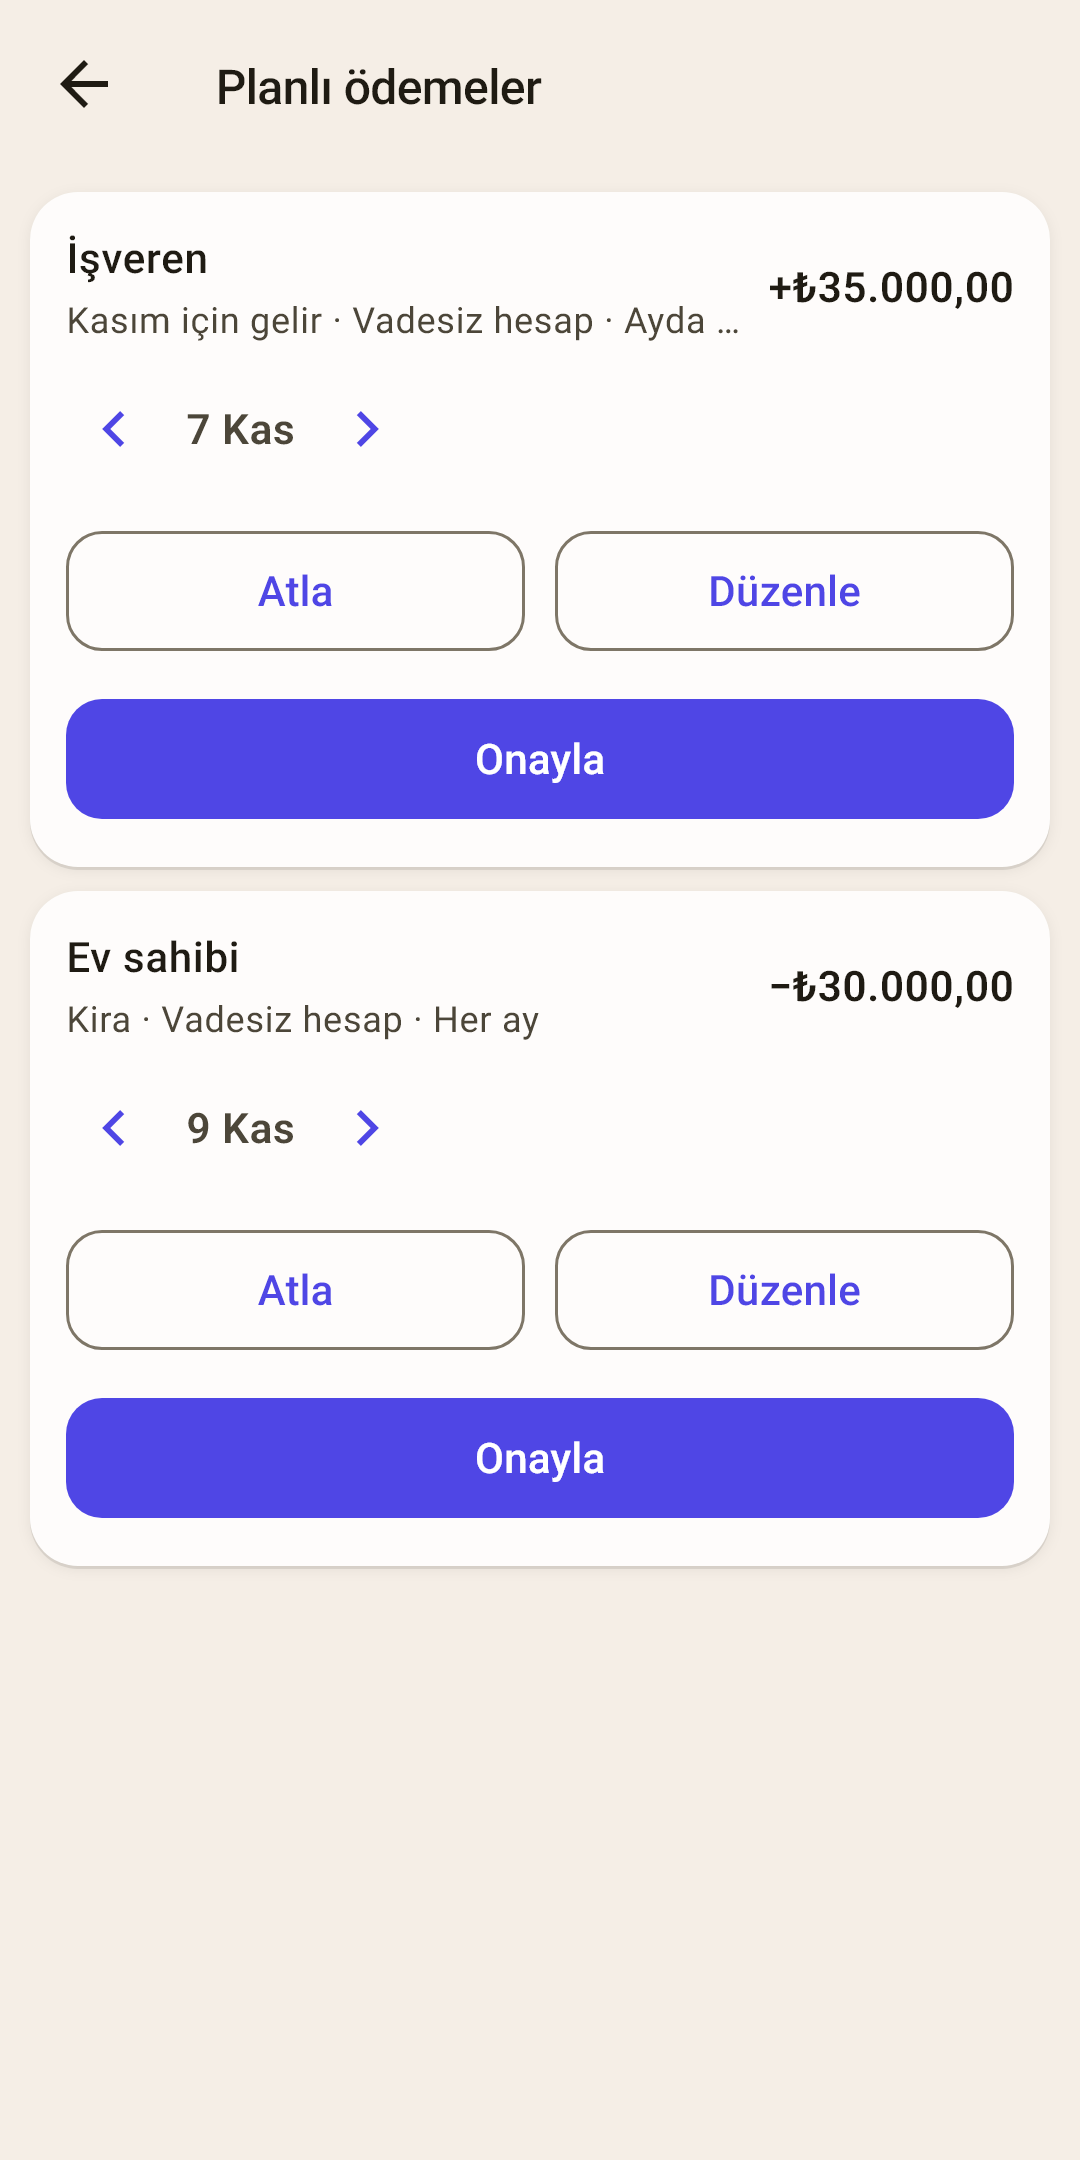 Planlı ödemeler
İşveren
+₺35.000,00
Kasım için gelir · Vadesiz hesap · Ayda ...
7 Kas
Atla
Düzenle
Onayla
Ev sahibi
−₺30.000,00
Kira · Vadesiz hesap · Her ay
9 Kas
Atla
Düzenle
Onayla